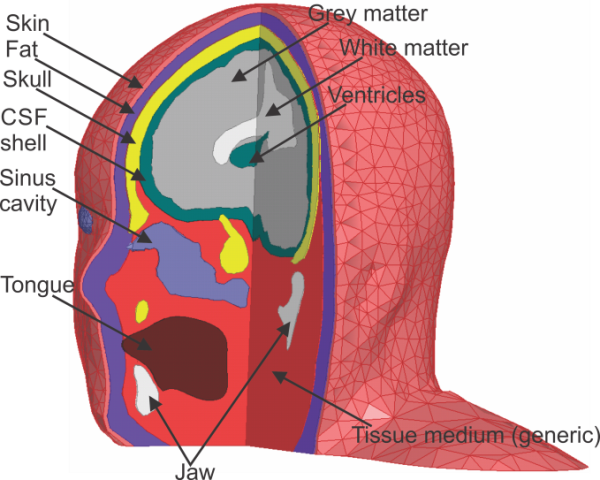 Skin
Fat
Skull
CSF
shell
Sinus
cavity
Tongue
Grey matter
White matter
Ventricles
Tissue medium (generic)
Jaw